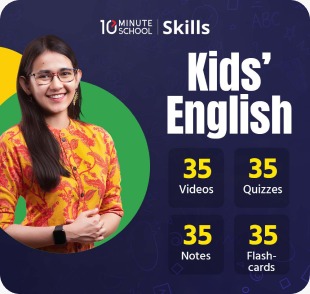 10 MINUTE SCHOOL | Skills
Kids'
English
35
Videos
35
Quizzes
35
Notes
35
Flash-
cards